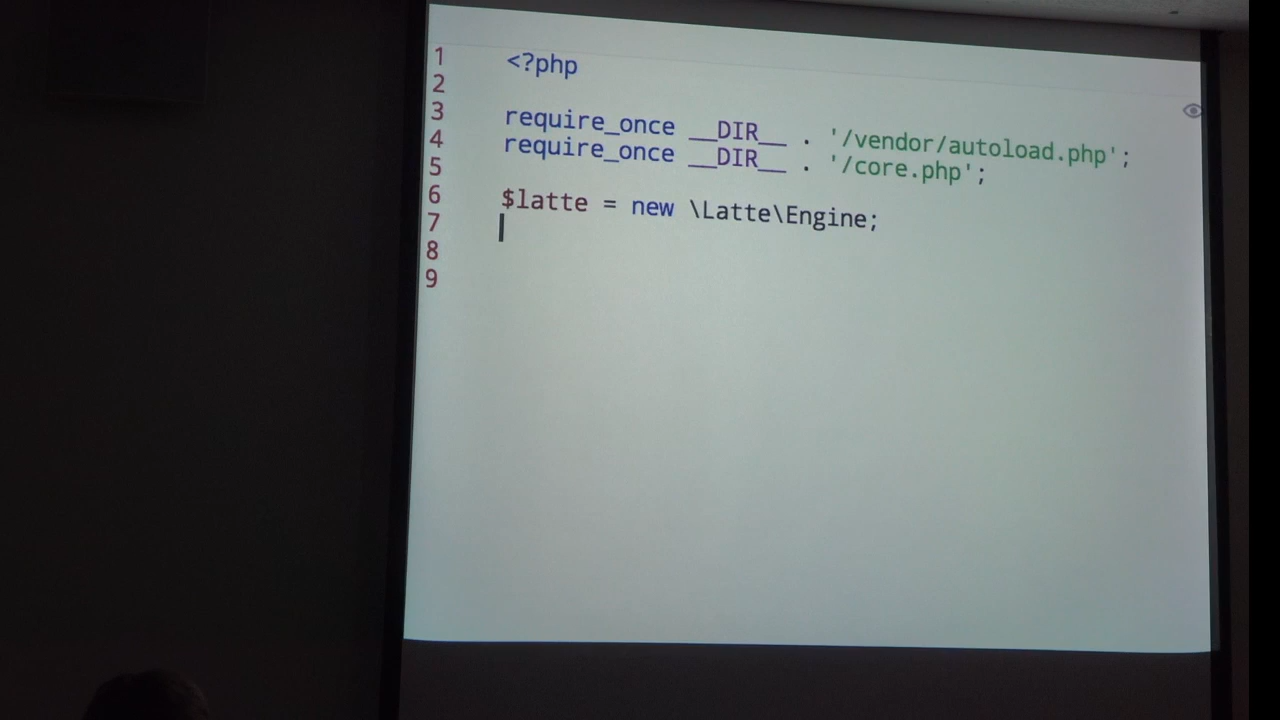 1 <?php
2
3 require_once __DIR__ . '/vendor/autoload.php';
4 require_once __DIR__ . '/core.php';
5
6 $latte = new \Latte\Engine;
7
8
9